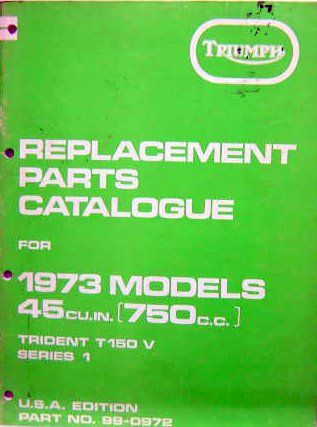 TRIUMPH
REPLACEMENT
PARTS
CATALOGUE
FOR
1973 MODELS
45 CU.IN. [750 C.C.]
TRIDENT T150 V
SERIES 1
U.S.A. EDITION
PART NO. 99-0972